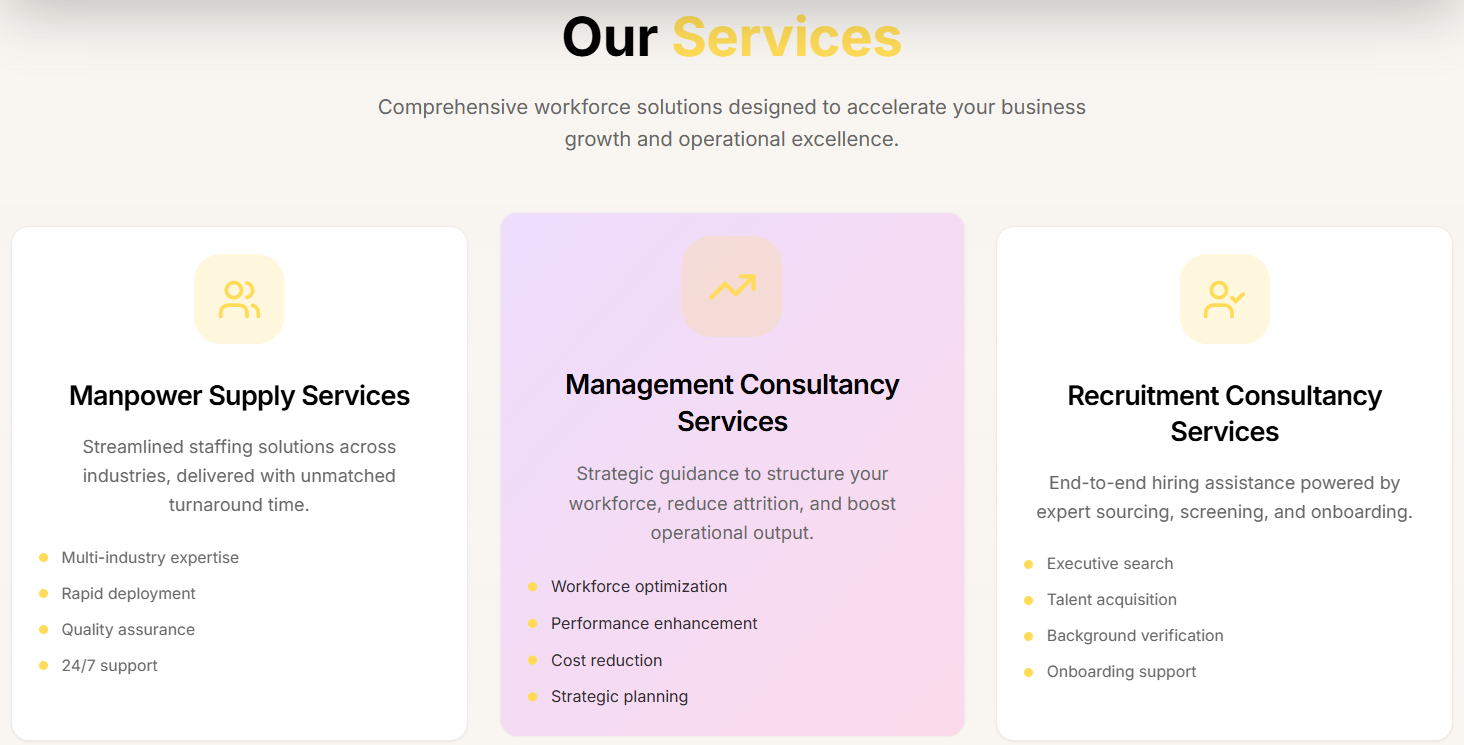 Our Services
Comprehensive workforce solutions designed to accelerate your business
growth and operational excellence.
Manpower Supply Services
Streamlined staffing solutions across
industries, delivered with unmatched
turnaround time.
Multi-industry expertise
Rapid deployment
Quality assurance
24/7 support
Management Consultancy
Services
Strategic guidance to structure your
workforce, reduce attrition, and boost
operational output.
Workforce optimization
Performance enhancement
Cost reduction
Strategic planning
Recruitment Consultancy
Services
End-to-end hiring assistance powered by
expert sourcing, screening, and onboarding.
Executive search
Talent acquisition
Background verification
Onboarding support